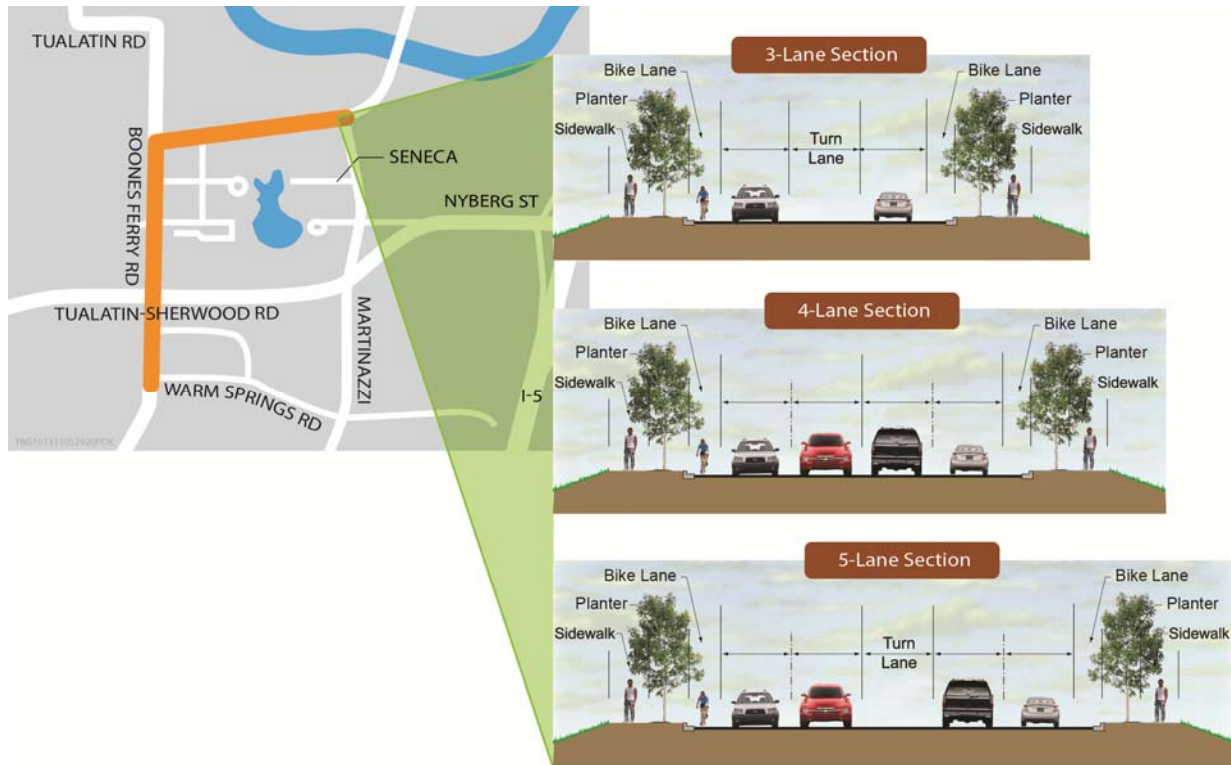 TUALATIN RD
BOONES FERRY RD
SENECA
NYBERG ST
TUALATIN-SHERWOOD RD
MARTINAZZI
WARM SPRINGS RD
I-5
3-Lane Section
Bike Lane
Planter
Sidewalk
Turn
Lane
Bike Lane
Planter
Sidewalk
4-Lane Section
Bike Lane
Planter
Sidewalk
Bike Lane
Planter
Sidewalk
5-Lane Section
Bike Lane
Planter
Sidewalk
Turn
Lane
Bike Lane
Planter
Sidewalk